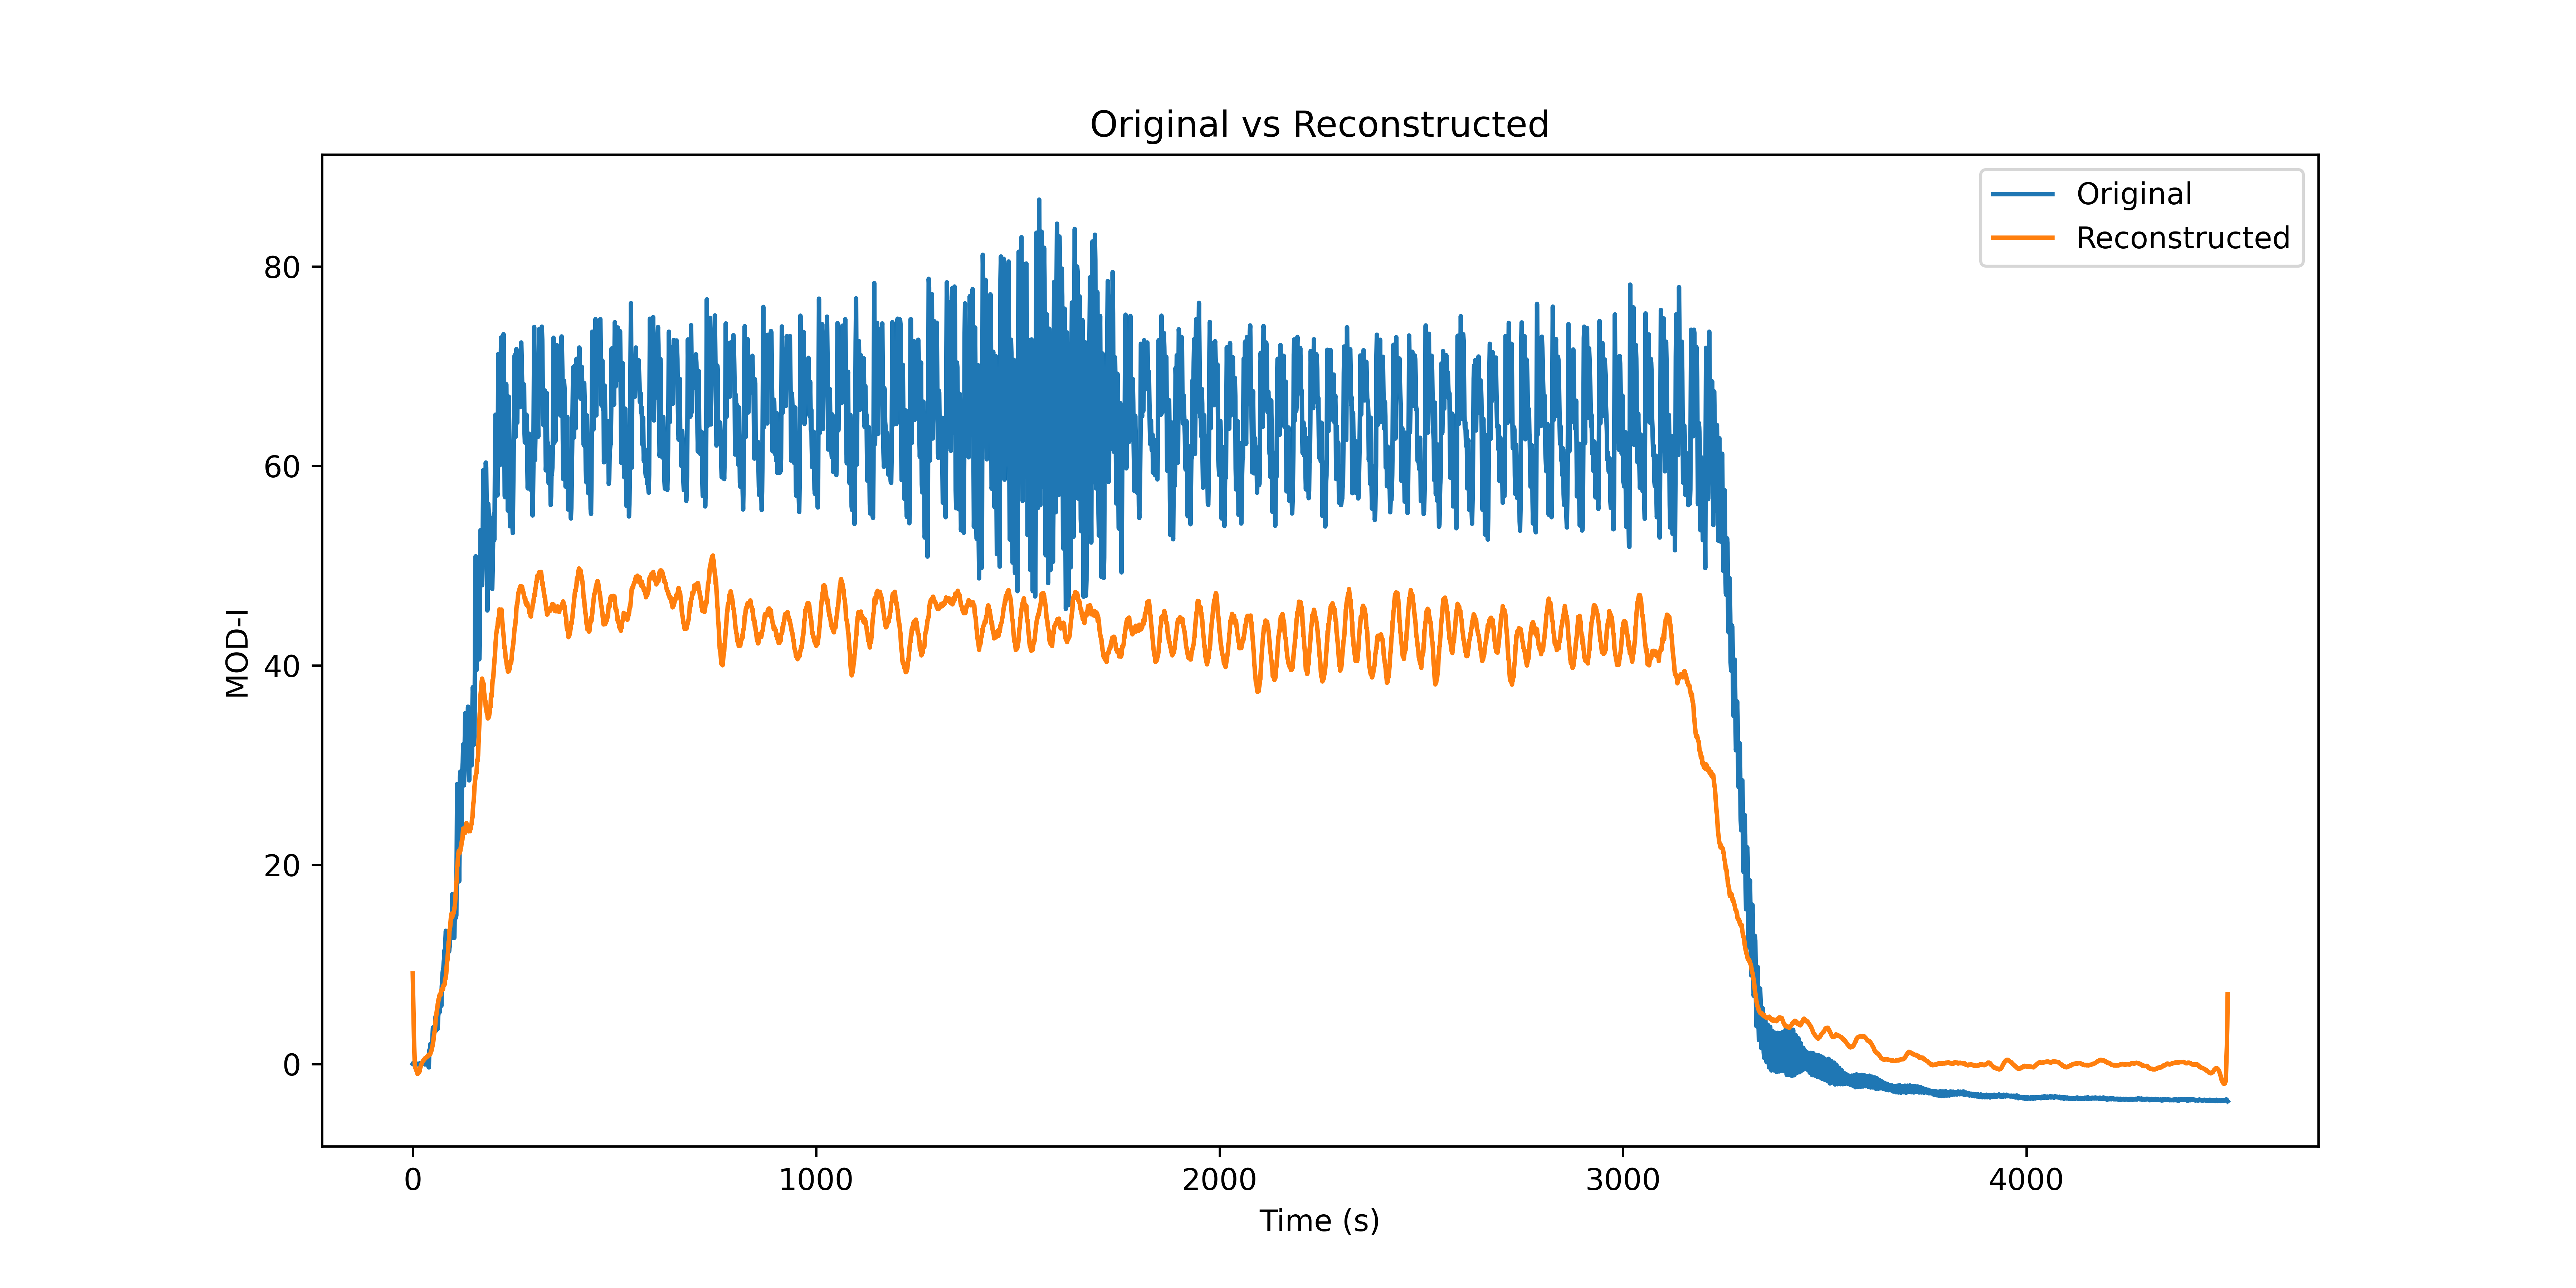 Original vs Reconstructed
Original
Reconstructed
80
60
40
20
0
MOD-I
0 1000 2000 3000 4000
Time (s)